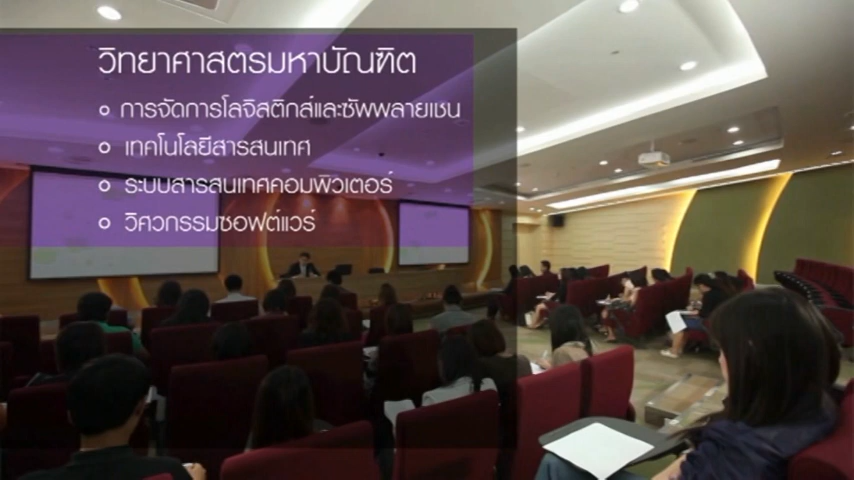 วิทยาศาสตรมหาบัณฑิต
การจัดการโลจิสติกส์และซัพพลายเชน
เทคโนโลยีสารสนเทศ
ระบบสารสนเทศคอมพิวเตอร์
วิศวกรรมซอฟต์แวร์